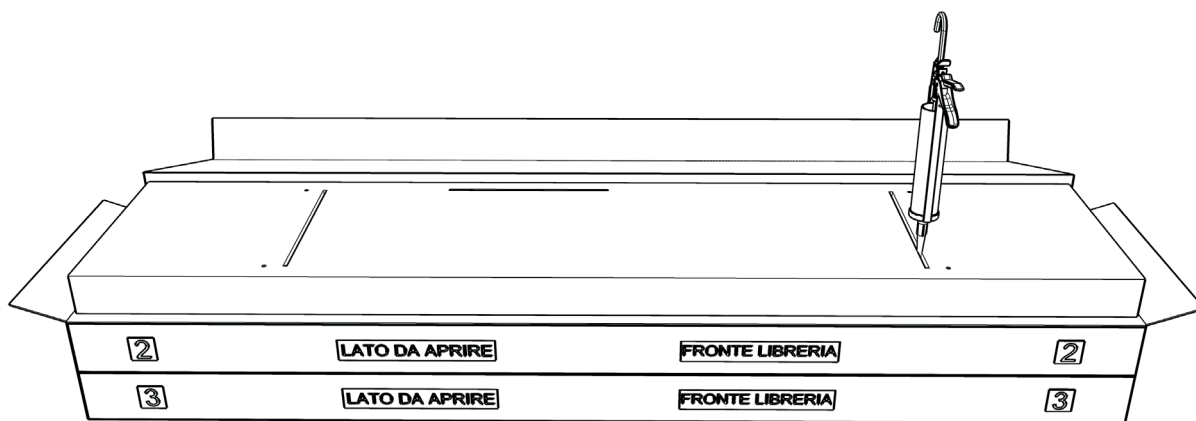 2 LATO DA APRIRE FRONTE LIBRERIA 2
3 LATO DA APRIRE FRONTE LIBRERIA 3